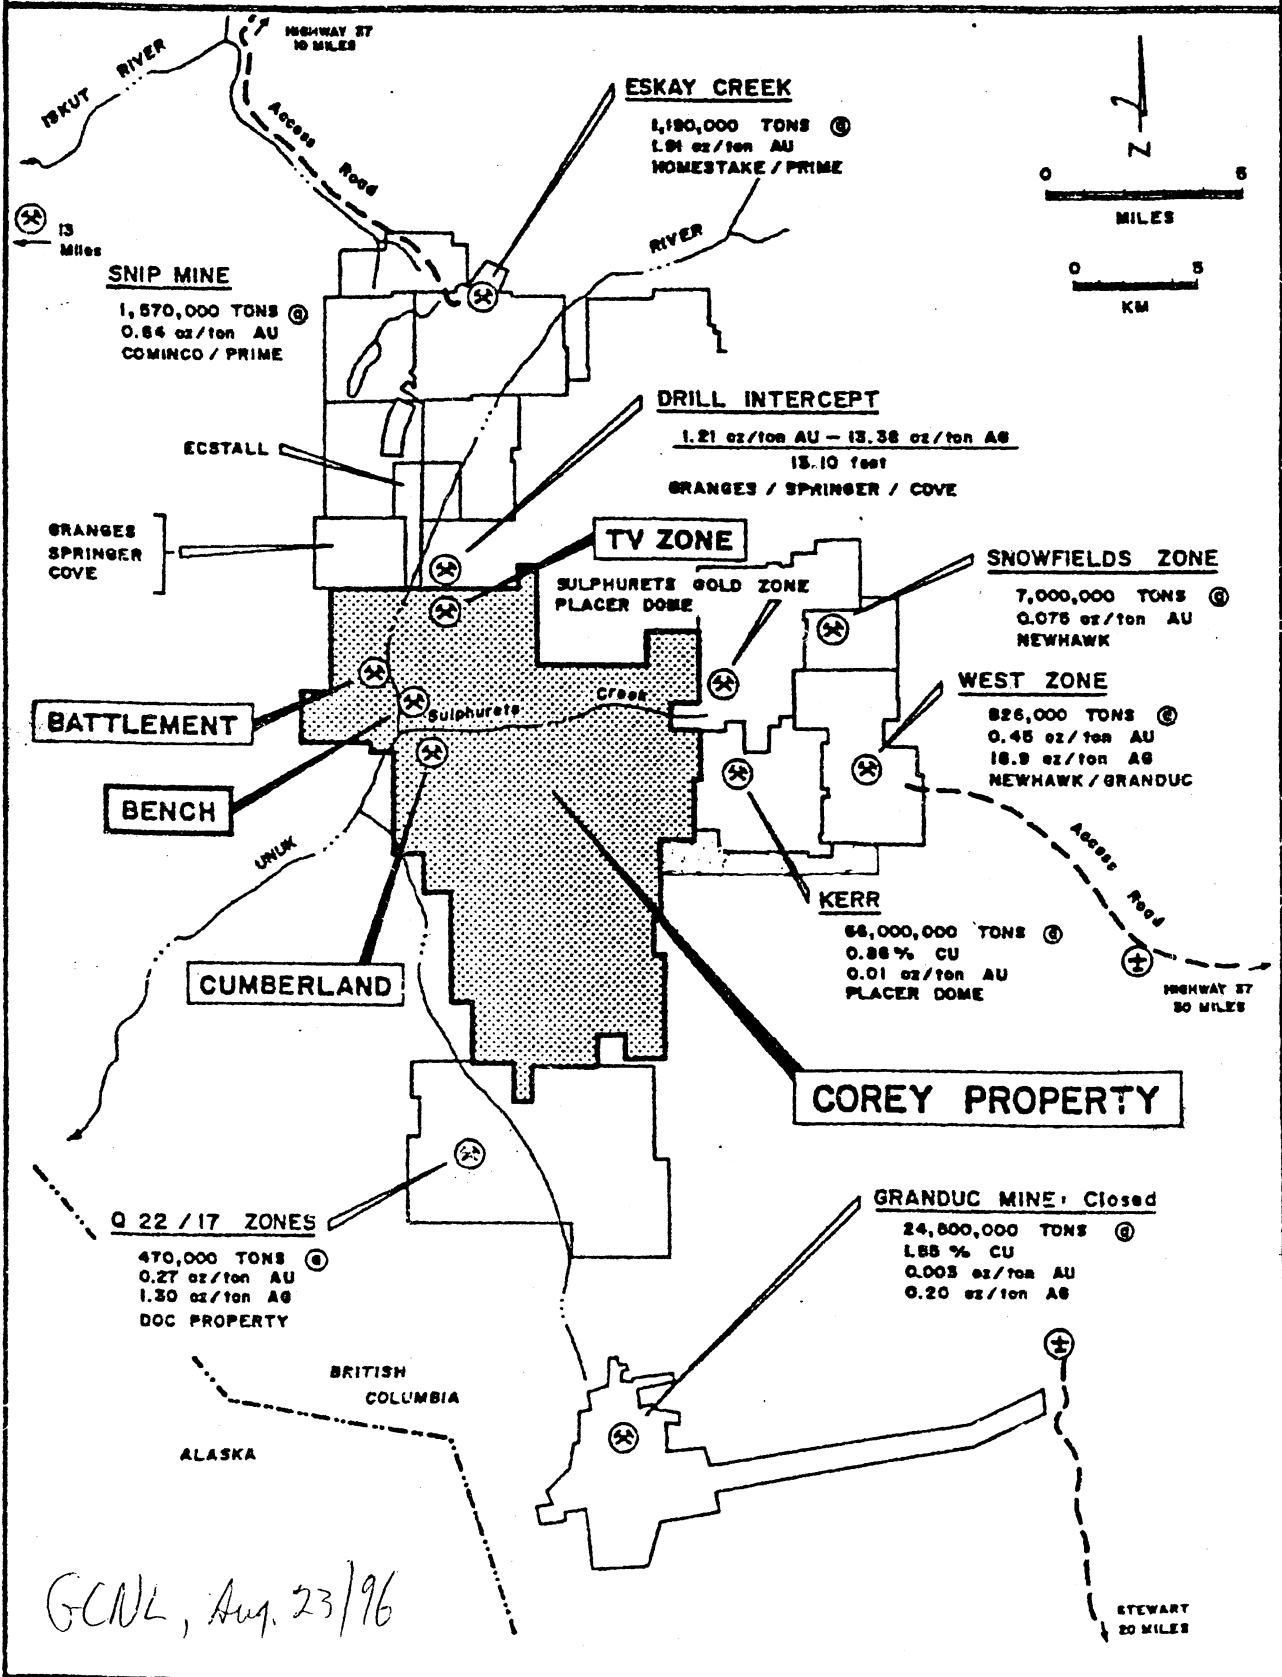 HIGHWAY 37
10 MILES
ISKUT RIVER
Access Road
ESKAY CREEK
1,190,000 TONS @
1.91 oz/ton AU
HOMESTAKE / PRIME
N
0 5
MILES
0 5
KM
RIVER
13
Miles
SNIP MINE
1,570,000 TONS @
0.64 oz/ton AU
COMINCO / PRIME
DRILL INTERCEPT
1.21 oz/ton AU – 13.38 oz/ton AG
13.10 feet
GRANGES / SPRINGER / COVE
ECSTALL
GRANGES
SPRINGER
COVE
TV ZONE
SULPHURETS GOLD ZONE
PLACER DOME
SNOWFIELDS ZONE
7,000,000 TONS @
0.075 oz/ton AU
NEWHAWK
WEST ZONE
826,000 TONS @
0.45 oz/ton AU
18.9 oz/ton AG
NEWHAWK / GRANDUC
BATTLEMENT
Sulphurets Creek
BENCH
UNUK
Access Road
KERR
66,000,000 TONS @
0.86 % CU
0.01 oz/ton AU
PLACER DOME
CUMBERLAND
HIGHWAY 37
30 MILES
COREY PROPERTY
Q 22 / 17 ZONES
470,000 TONS @
0.27 oz/ton AU
1.30 oz/ton AG
DOC PROPERTY
GRANDUC MINE: Closed
24,500,000 TONS @
% CU
0.003 oz/ton AU
0.20 oz/ton AG
BRITISH
COLUMBIA
ALASKA
GCNL, Aug. 23/96
STEWART
20 MILES